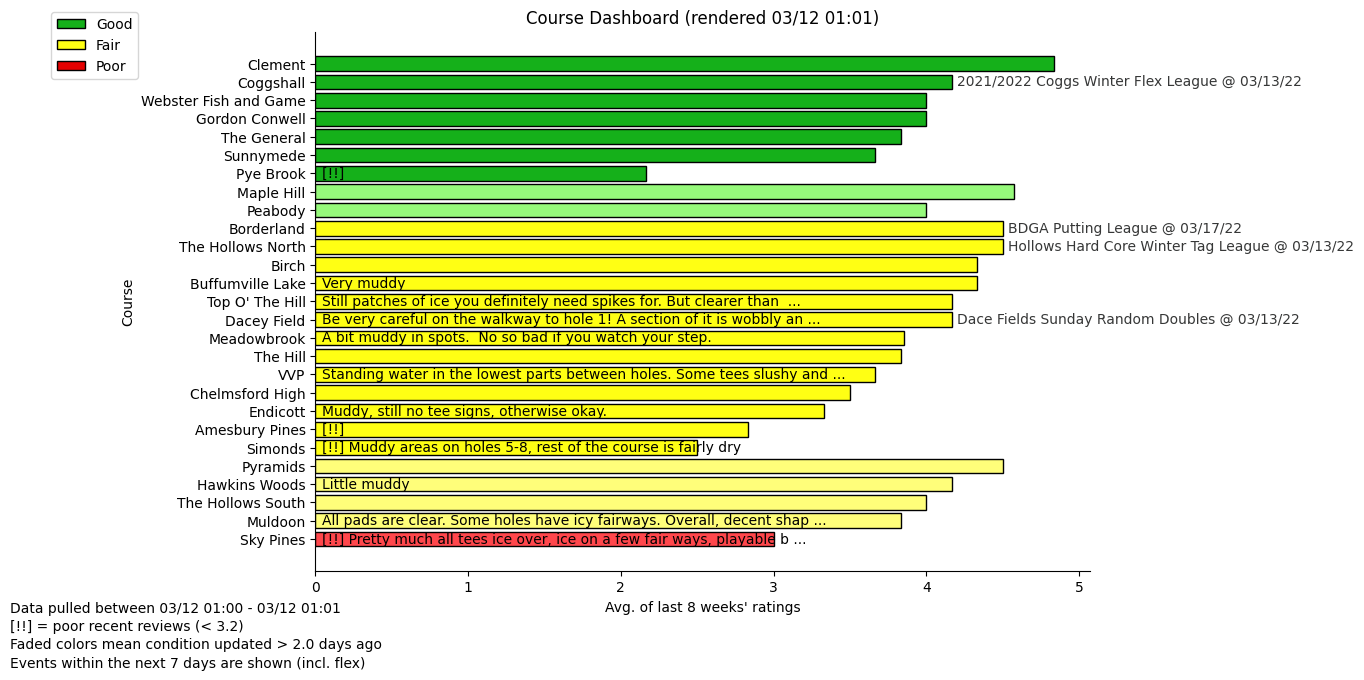 Course Dashboard (rendered 03/12 01:01)
Good
Fair
Poor
Course
Clement
Coggshall 2021/2022 Coggs Winter Flex League @ 03/13/22
Webster Fish and Game
Gordon Conwell
The General
Sunnymede
Pye Brook [!!]
Maple Hill
Peabody
Borderland BDGA Putting League @ 03/17/22
The Hollows North Hollows Hard Core Winter Tag League @ 03/13/22
Birch
Buffumville Lake Very muddy
Top O' The Hill Still patches of ice you definitely need spikes for. But clearer than  ...
Dacey Field Be very careful on the walkway to hole 1! A section of it is wobbly an ... Dace Fields Sunday Random Doubles @ 03/13/22
Meadowbrook A bit muddy in spots.  No so bad if you watch your step.
The Hill
VVP Standing water in the lowest parts between holes. Some tees slushy and ...
Chelmsford High
Endicott Muddy, still no tee signs, otherwise okay.
Amesbury Pines [!!]
Simonds [!!] Muddy areas on holes 5-8, rest of the course is fairly dry
Pyramids
Hawkins Woods Little muddy
The Hollows South
Muldoon All pads are clear. Some holes have icy fairways. Overall, decent shap ...
Sky Pines [!!] Pretty much all tees ice over, ice on a few fair ways, playable b ...
0 1 2 3 4 5
Avg. of last 8 weeks' ratings
Data pulled between 03/12 01:00 - 03/12 01:01
[!!] = poor recent reviews (< 3.2)
Faded colors mean condition updated > 2.0 days ago
Events within the next 7 days are shown (incl. flex)